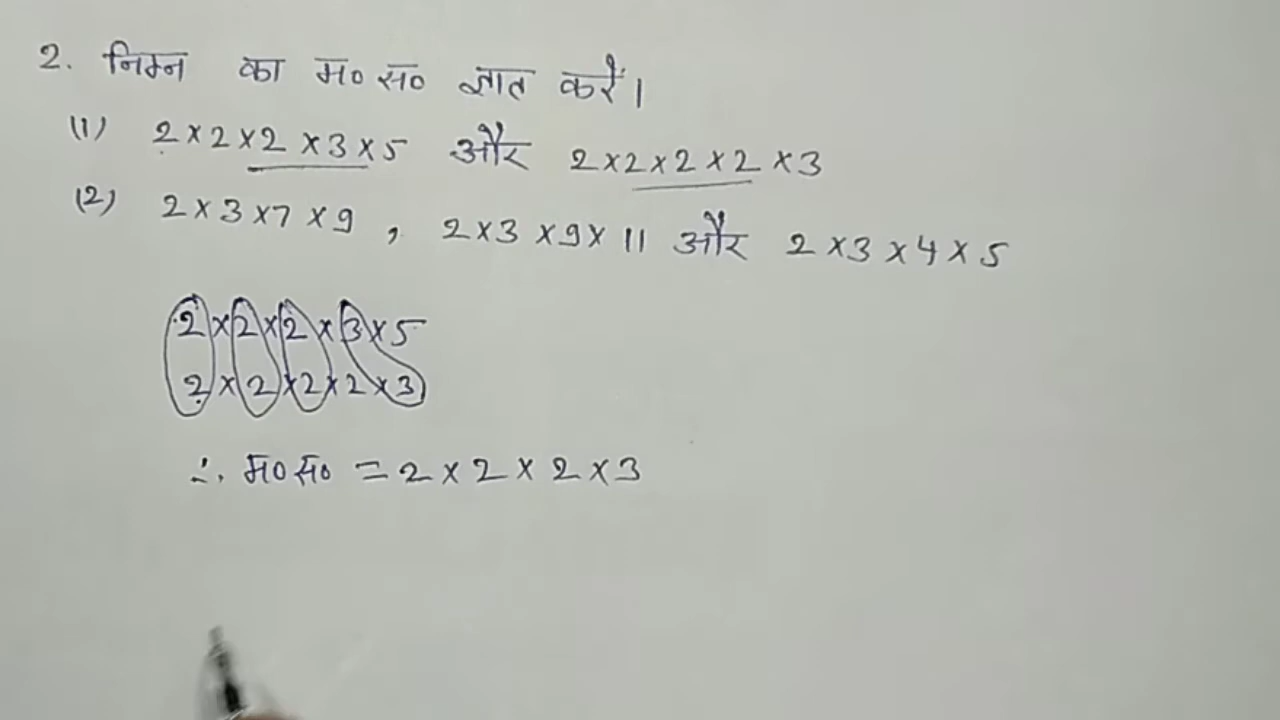 2. निम्न का म० स० ज्ञात करें।
(1) 2×2×2×3×5 और 2×2×2×2×3
(2) 2×3×7×9, 2×3×9×11 और 2×3×4×5
2×2×2×3×5
2×2×2×2×3
∴ म० स० = 2×2×2×3